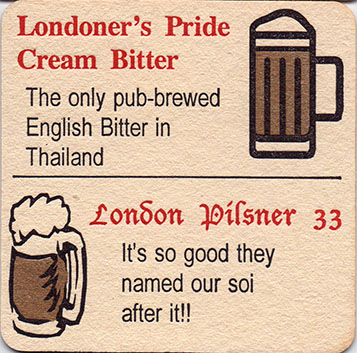 Londoner's Pride
Cream Bitter
The only pub-brewed
English Bitter in
Thailand
London Pilsner 33
It's so good they
named our soi
after it!!